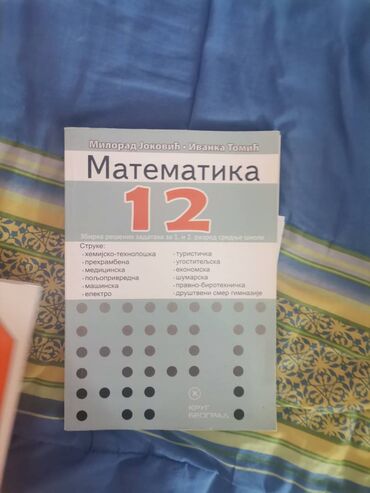 Милорад Јоковић • Иванка Томић
Математика
12
Збирка решених задатака за 1. и 2. разред средње школе
Струке:
·хемијско-технолошка
·прехрамбена
·медицинска
·пољопривредна
·машинска
·електро
·туристичка
·угоститељска
·економска
·шумарска
·правно-биротехничка
·друштвени смер гимназије
К
КРУГ
БЕОГРАД